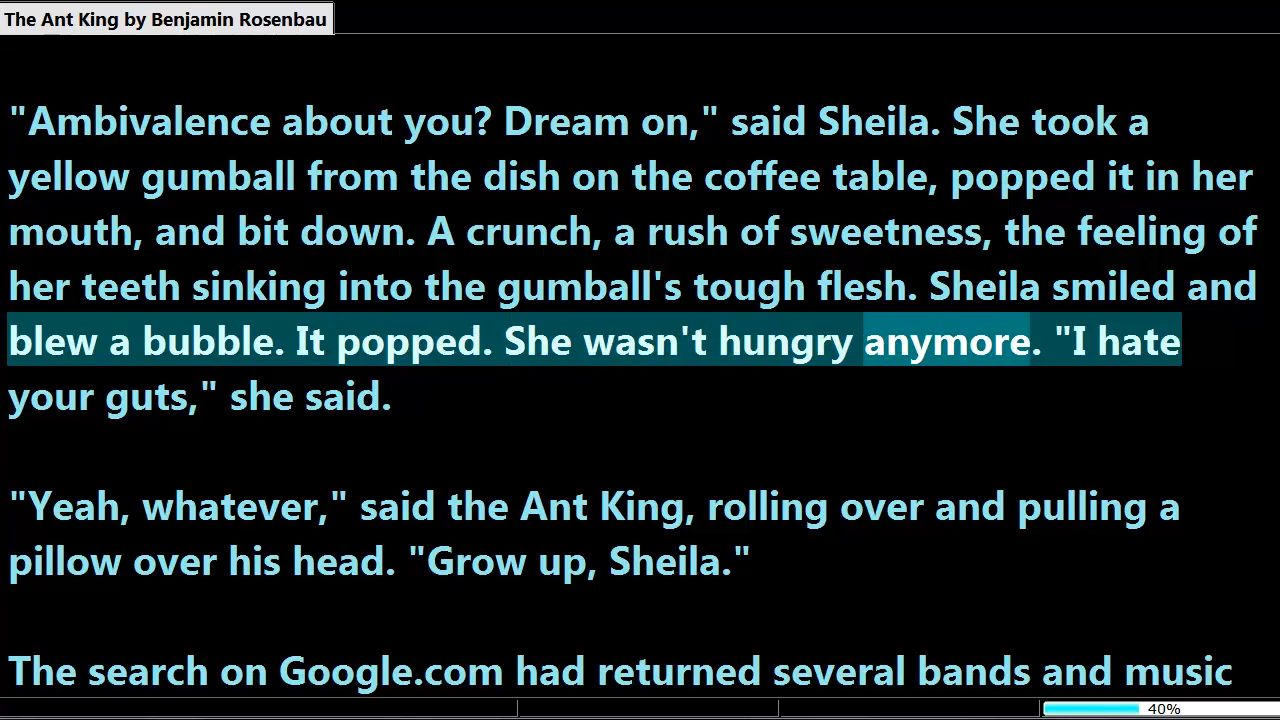 The Ant King by Benjamin Rosenbau
"Ambivalence about you? Dream on," said Sheila. She took a
yellow gumball from the dish on the coffee table, popped it in her
mouth, and bit down. A crunch, a rush of sweetness, the feeling of
her teeth sinking into the gumball's tough flesh. Sheila smiled and
blew a bubble. It popped. She wasn't hungry anymore. "I hate
your guts," she said.
"Yeah, whatever," said the Ant King, rolling over and pulling a
pillow over his head. "Grow up, Sheila."
The search on Google.com had returned several bands and music
40%